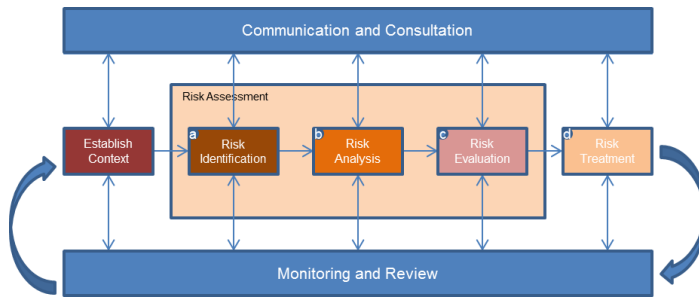 Communication and Consultation
Risk Assessment
Establish
Context
a
Risk
Identification
b
Risk
Analysis
c
Risk
Evaluation
d
Risk
Treatment
Monitoring and Review